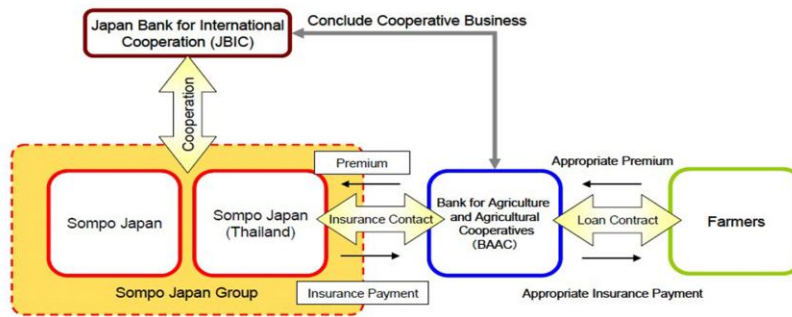 Japan Bank for International
Cooperation (JBIC)
Conclude Cooperative Business
Cooperation
Premium
Appropriate Premium
Sompo Japan
Sompo Japan
(Thailand)
Insurance Contact
Bank for Agriculture
and Agricultural
Cooperatives
(BAAC)
Loan Contract
Farmers
Sompo Japan Group
Insurance Payment
Appropriate Insurance Payment